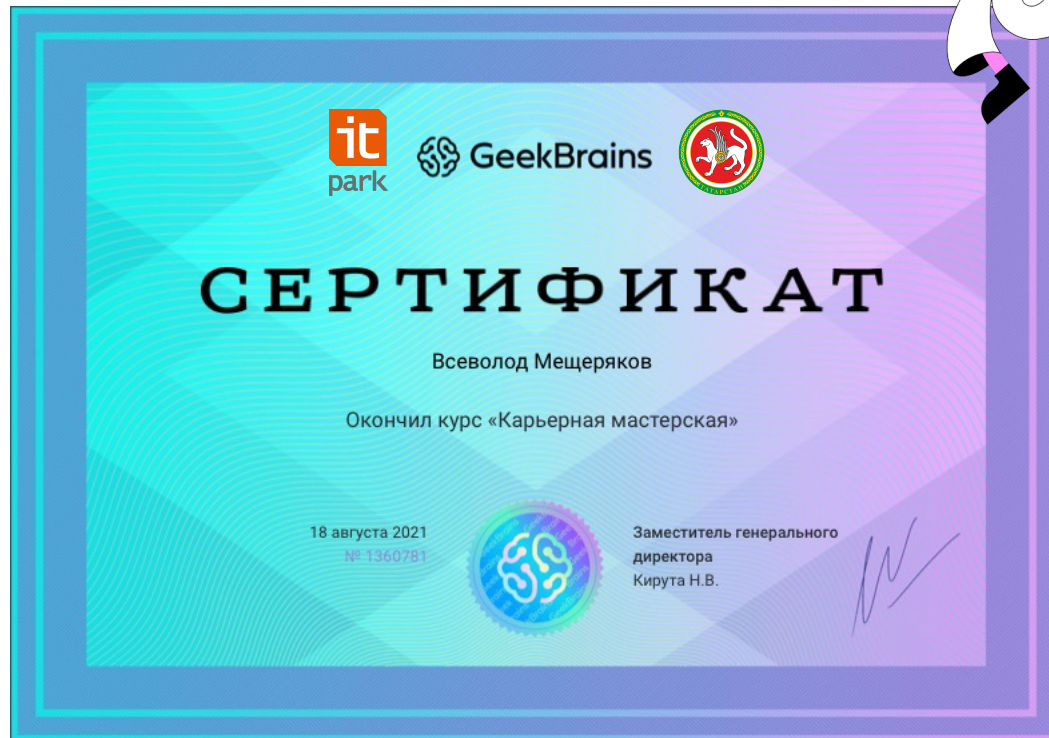 it
park
GeekBrains
ТАТАРСТАН
СЕРТИФИКАТ
Всеволод Мещеряков
Окончил курс «Карьерная мастерская»
18 августа 2021
№ 1360781
Заместитель генерального
директора
Кирута Н.В.